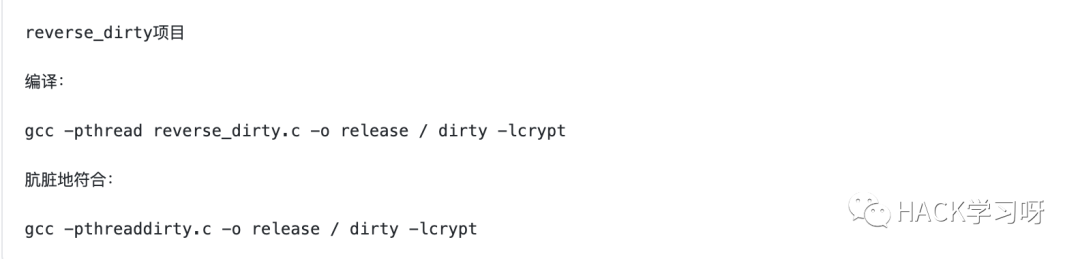 reverse_dirty项目
编译:
gcc -pthread reverse_dirty.c -o release / dirty -lcrypt
肮脏地符合:
gcc -pthreaddirty.c -o release / dirty -lcrypt
HACK学习呀